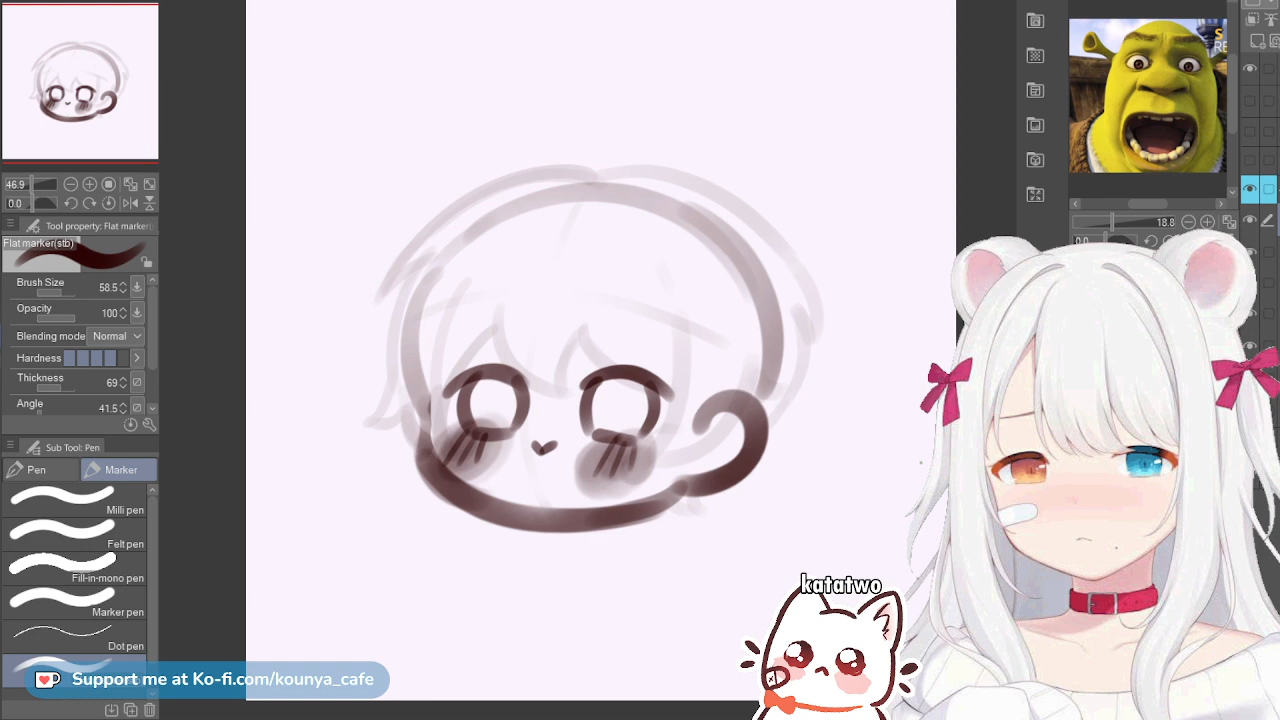 46.9
0.0
Tool property: Flat marker(
Flat marker(stb)
Brush Size 58.5
Opacity 100
Blending mode Normal
Hardness
Thickness 69
Angle 41.5
Sub Tool: Pen
Pen Marker
Milli pen
Felt pen
Fill-in-mono pen
Marker pen
Dot pen
Support me at Ko-fi.com/kounya_cafe
S
RE
18.8
0.0
katatwo